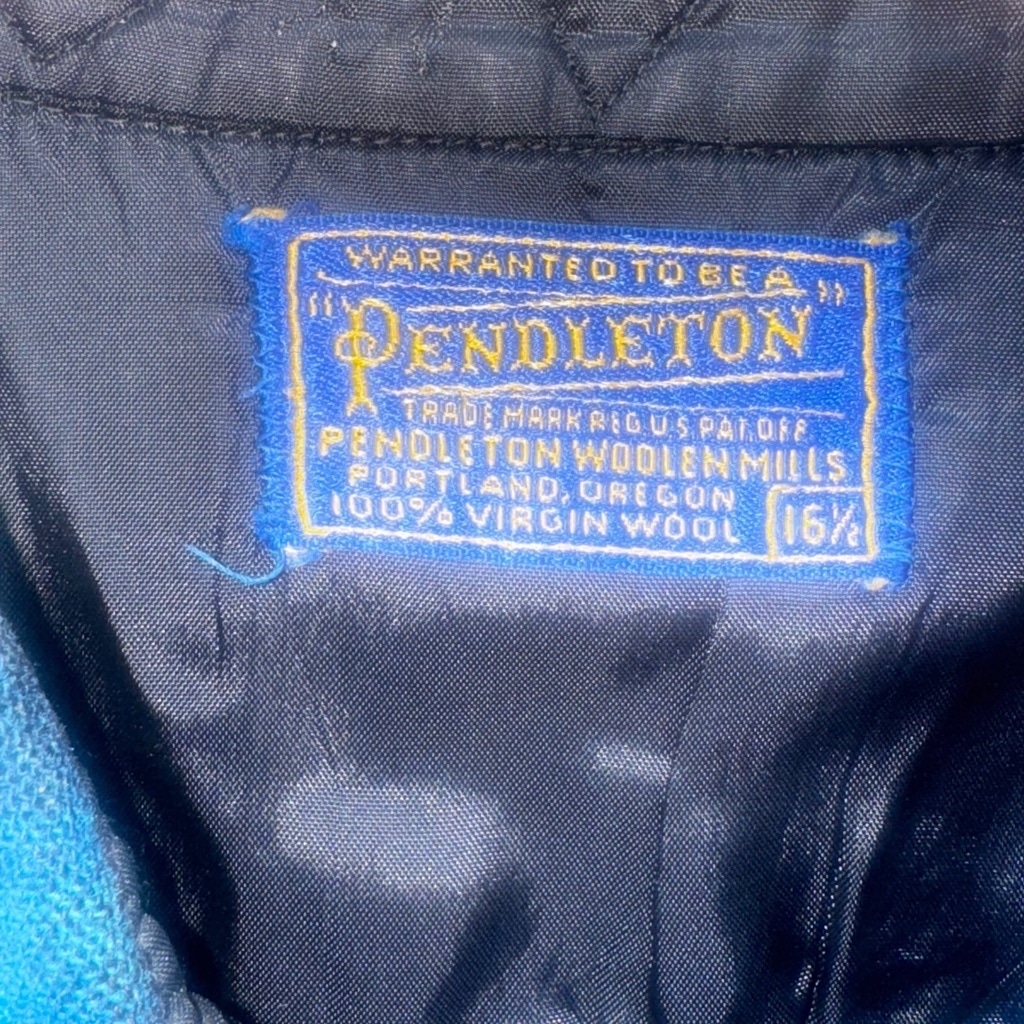 WARRANTED TO BE A
"PENDLETON"
TRADE MARK REG U.S. PAT. OFF
PENDLETON WOOLEN MILLS
PORTLAND, OREGON
100% VIRGIN WOOL
16½